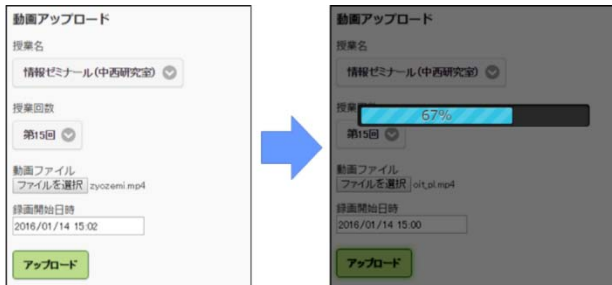 動画アップロード
授業名
情報ゼミナール(中西研究室)
授業回数
第15回
動画ファイル
ファイルを選択 zyozemi.mp4
録画開始日時
2016/01/14 15:02
アップロード
動画アップロード
授業名
情報ゼミナール(中西研究室)
67%
第15回
動画ファイル
ファイルを選択 oit_pl.mp4
録画開始日時
2016/01/14 15:00
アップロード